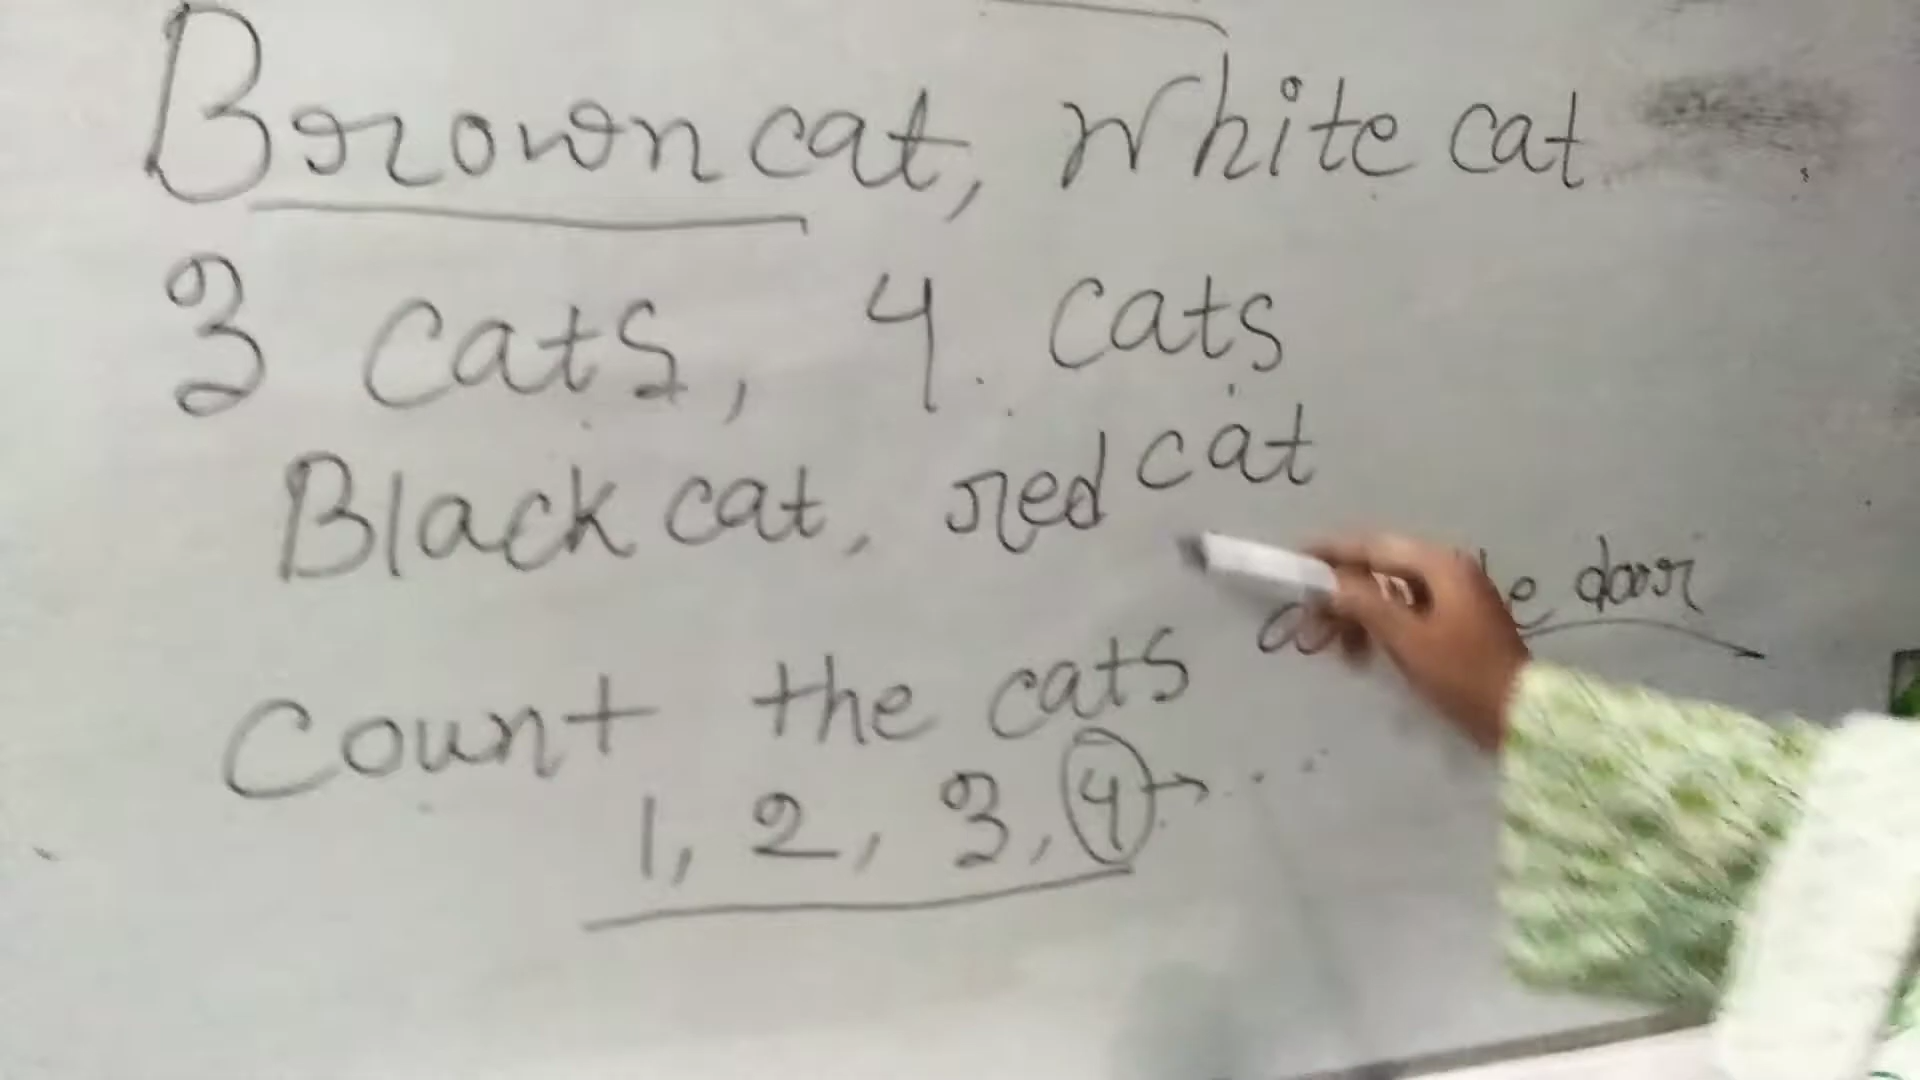 Brown cat, White cat
3 cats, 4 cats
Black cat, red cat
Count the cats door
1, 2, 3, 4 → ...